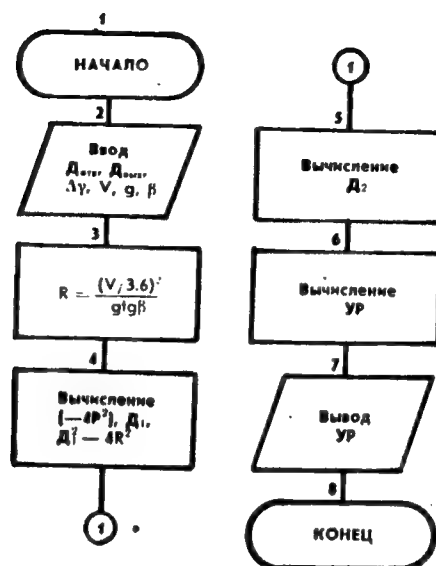 1
НАЧАЛО
2
Ввод
Δγ, V, g, β
3
R = (V/3.6)²
gtgβ
4
Вычисление
(—4P²), Д₁,
Д₁² — 4R²
1
1
5
Вычисление
Д₂
6
Вычисление
УР
7
Вывод
УР
8
КОНЕЦ